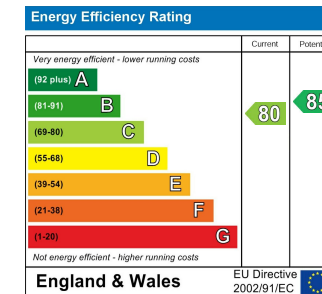 Energy Efficiency Rating
Current Potent
Very energy efficient - lower running costs
(92 plus) A
(81-91) B
(69-80) C
(55-68) D
(39-54) E
(21-38) F
(1-20) G
80
85
Not energy efficient - higher running costs
England & Wales
EU Directive
2002/91/EC